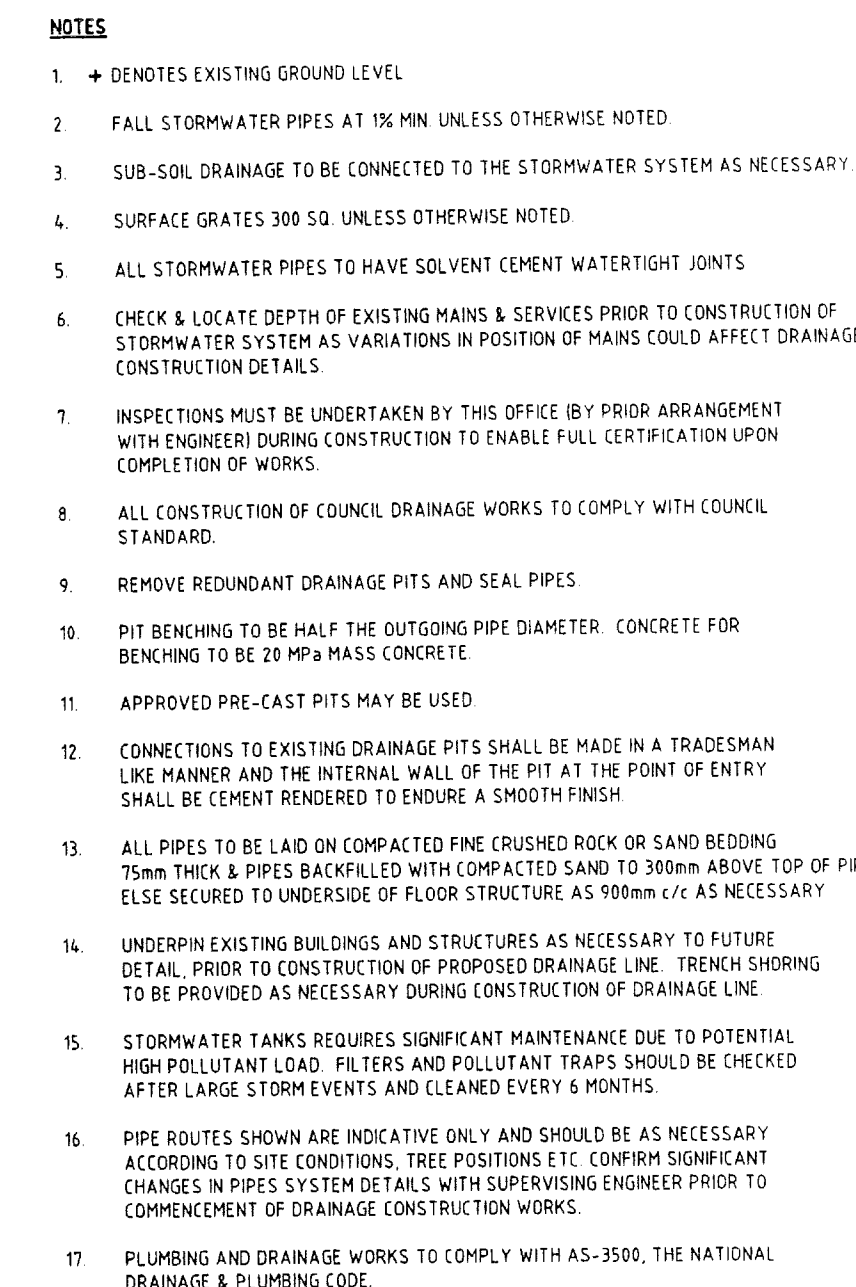 NOTES
1. + DENOTES EXISTING GROUND LEVEL
2. FALL STORMWATER PIPES AT 1% MIN. UNLESS OTHERWISE NOTED.
3. SUB-SOIL DRAINAGE TO BE CONNECTED TO THE STORMWATER SYSTEM AS NECESSARY.
4. SURFACE GRATES 300 SQ. UNLESS OTHERWISE NOTED.
5. ALL STORMWATER PIPES TO HAVE SOLVENT CEMENT WATERTIGHT JOINTS
6. CHECK & LOCATE DEPTH OF EXISTING MAINS & SERVICES PRIOR TO CONSTRUCTION OF
STORMWATER SYSTEM AS VARIATIONS IN POSITION OF MAINS COULD AFFECT DRAINAGE
CONSTRUCTION DETAILS.
7. INSPECTIONS MUST BE UNDERTAKEN BY THIS OFFICE (BY PRIOR ARRANGEMENT
WITH ENGINEER) DURING CONSTRUCTION TO ENABLE FULL CERTIFICATION UPON
COMPLETION OF WORKS.
8. ALL CONSTRUCTION OF COUNCIL DRAINAGE WORKS TO COMPLY WITH COUNCIL
STANDARD.
9. REMOVE REDUNDANT DRAINAGE PITS AND SEAL PIPES.
10. PIT BENCHING TO BE HALF THE OUTGOING PIPE DIAMETER. CONCRETE FOR
BENCHING TO BE 20 MPa MASS CONCRETE.
11. APPROVED PRE-CAST PITS MAY BE USED.
12. CONNECTIONS TO EXISTING DRAINAGE PITS SHALL BE MADE IN A TRADESMAN
LIKE MANNER AND THE INTERNAL WALL OF THE PIT AT THE POINT OF ENTRY
SHALL BE CEMENT RENDERED TO ENDURE A SMOOTH FINISH.
13. ALL PIPES TO BE LAID ON COMPACTED FINE CRUSHED ROCK OR SAND BEDDING
75mm THICK & PIPES BACKFILLED WITH COMPACTED SAND TO 300mm ABOVE TOP OF
ELSE SECURED TO UNDERSIDE OF FLOOR STRUCTURE AS 900mm c/c AS NECESSARY
14. UNDERPIN EXISTING BUILDINGS AND STRUCTURES AS NECESSARY TO FUTURE
DETAIL, PRIOR TO CONSTRUCTION OF PROPOSED DRAINAGE LINE. TRENCH SHORING
TO BE PROVIDED AS NECESSARY DURING CONSTRUCTION OF DRAINAGE LINE.
15. STORMWATER TANKS REQUIRES SIGNIFICANT MAINTENANCE DUE TO POTENTIAL
HIGH POLLUTANT LOAD. FILTERS AND POLLUTANT TRAPS SHOULD BE CHECKED
AFTER LARGE STORM EVENTS AND CLEANED EVERY 6 MONTHS.
16. PIPE ROUTES SHOWN ARE INDICATIVE ONLY AND SHOULD BE AS NECESSARY
ACCORDING TO SITE CONDITIONS, TREE POSITIONS ETC. CONFIRM SIGNIFICANT
CHANGES IN PIPES SYSTEM DETAILS WITH SUPERVISING ENGINEER PRIOR TO
COMMENCEMENT OF DRAINAGE CONSTRUCTION WORKS.
17. PLUMBING AND DRAINAGE WORKS TO COMPLY WITH AS-3500, THE NATIONAL
DRAINAGE & PLUMBING CODE.